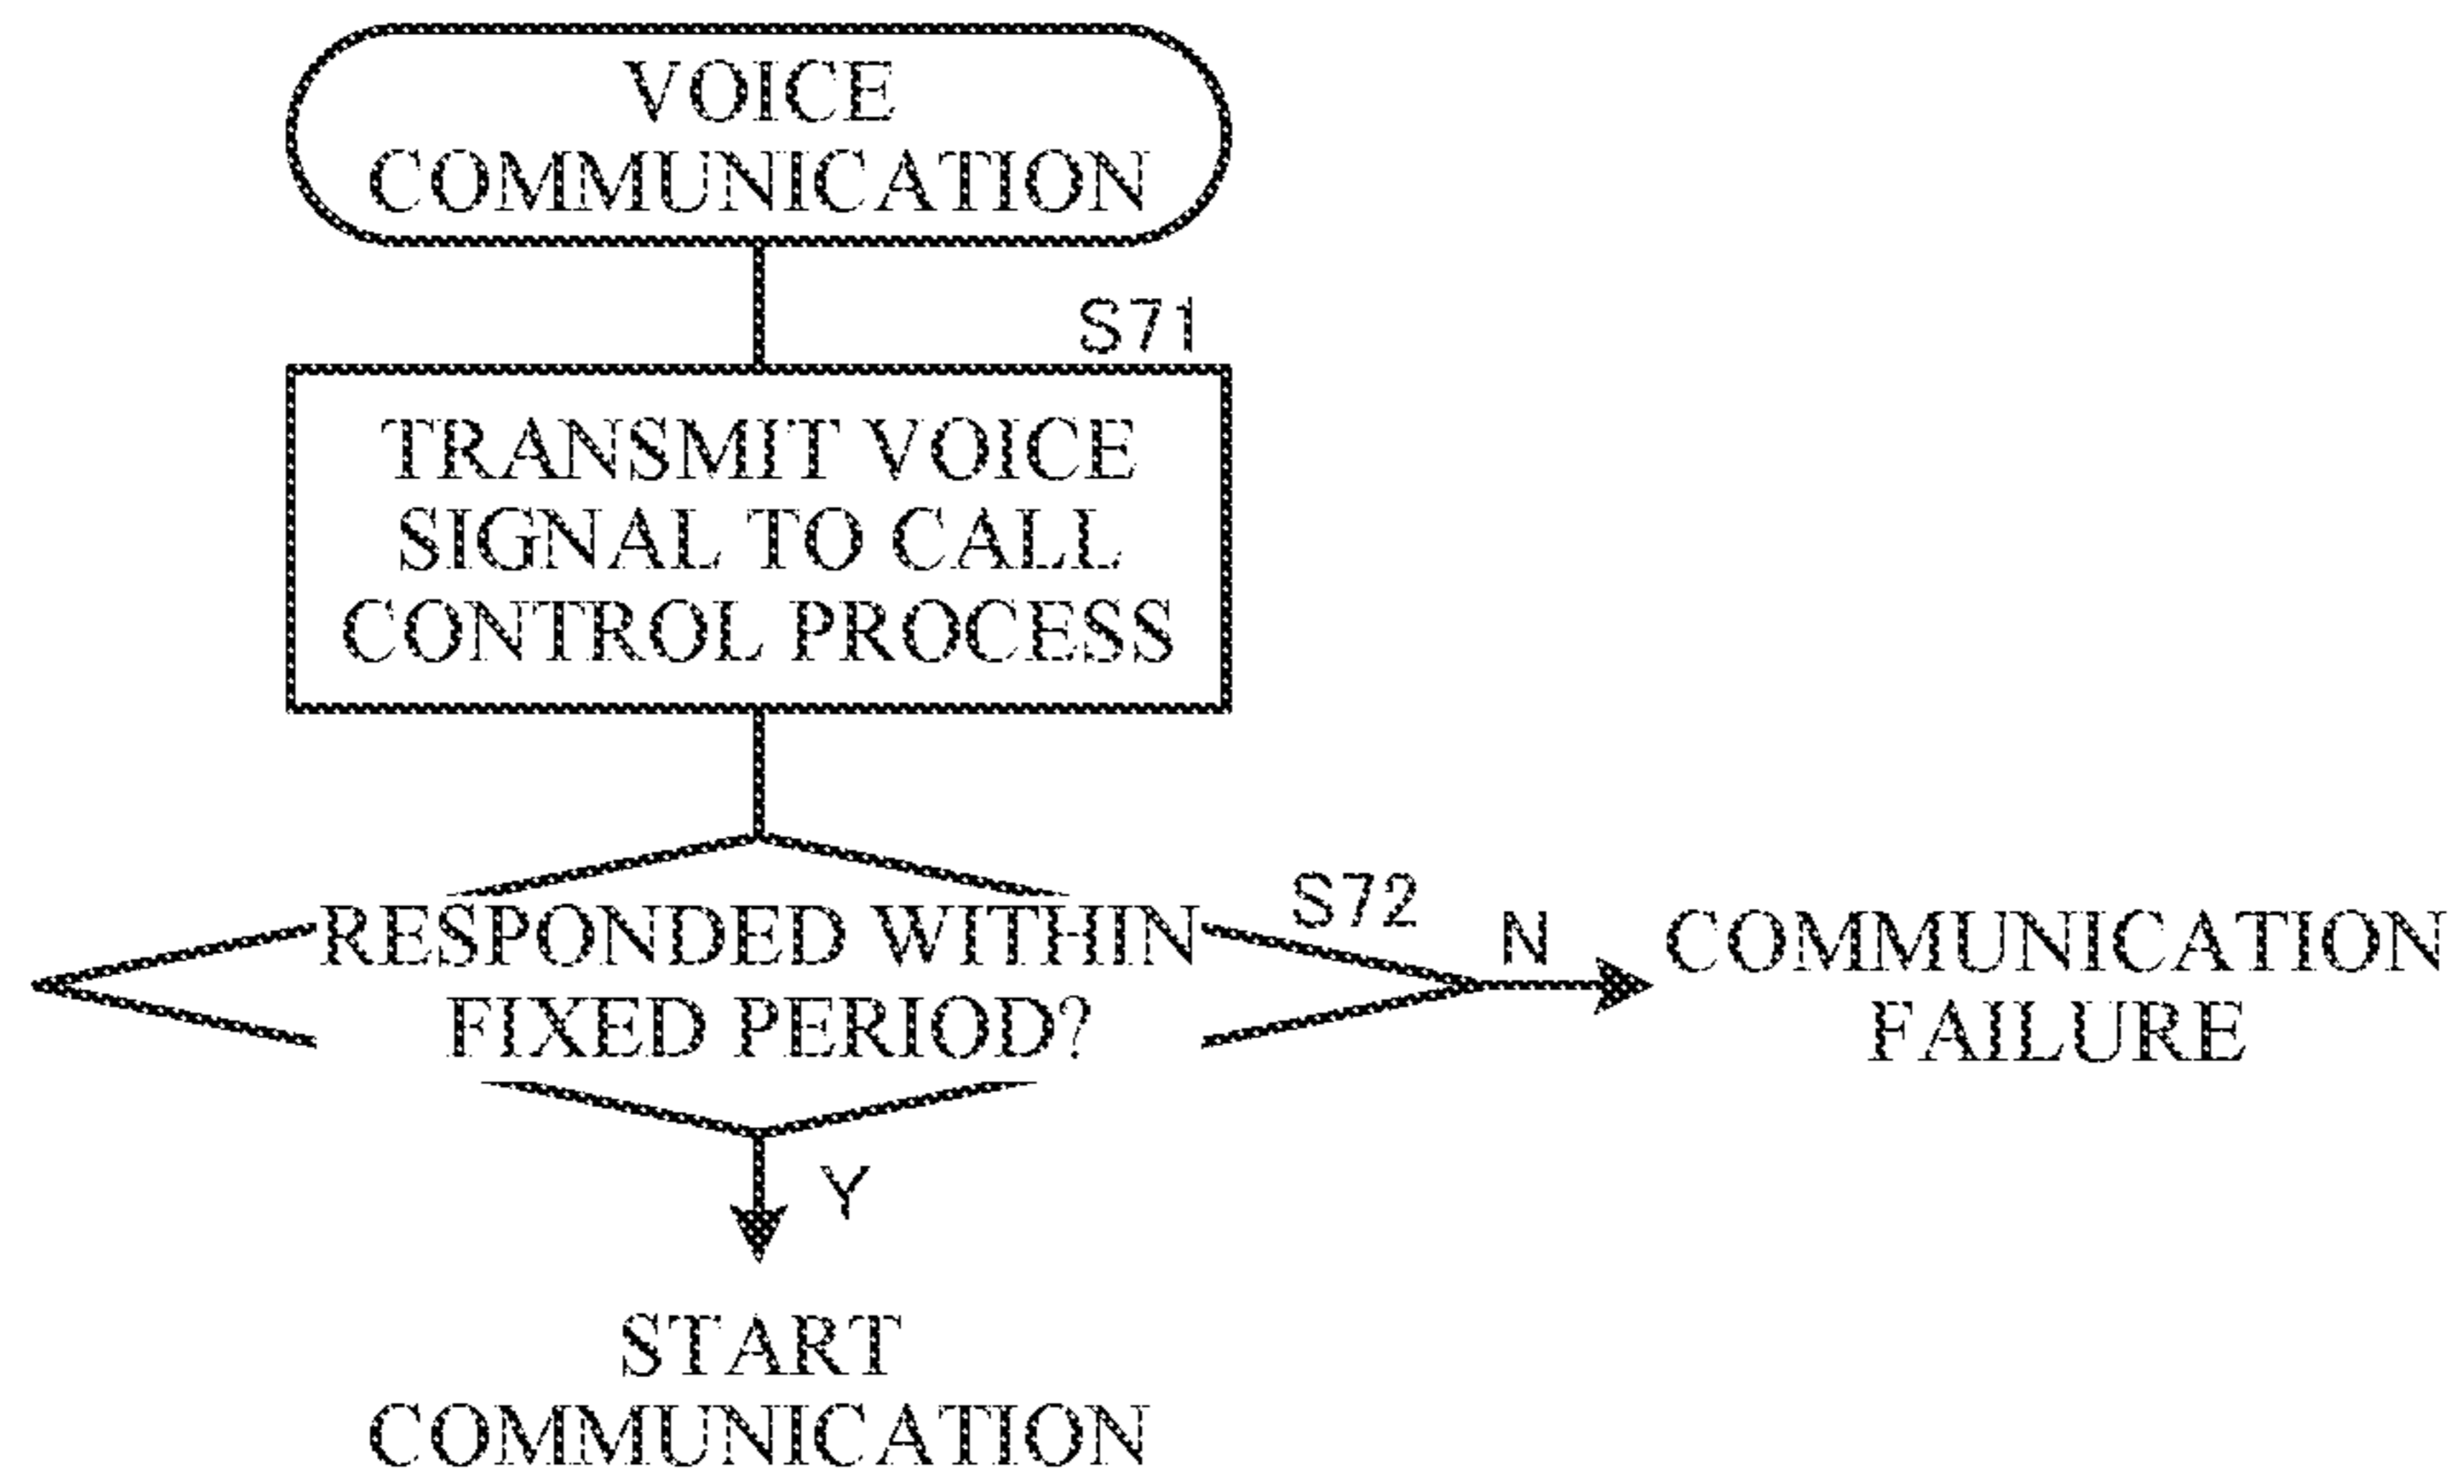 VOICE
COMMUNICATION
S71
TRANSMIT VOICE
SIGNAL TO CALL
CONTROL PROCESS
RESPONDED WITHIN
FIXED PERIOD?
S72
N
COMMUNICATION
FAILURE
Y
START
COMMUNICATION